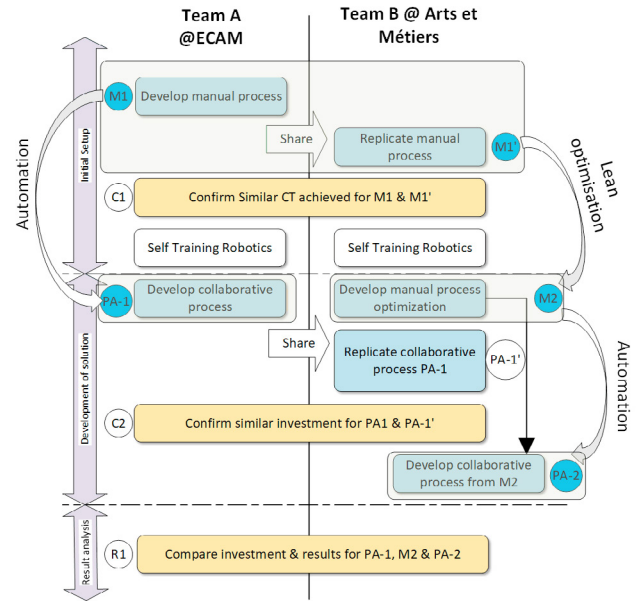 Team A
@ECAM
Team B @ Arts et
Métiers
Initial Setup
Automation
M1
Develop manual process
Share
Replicate manual
process
M1'
Lean
optimisation
C1
Confirm Similar CT achieved for M1 & M1'
Self Training Robotics
Self Training Robotics
Development of solution
PA-1
Develop collaborative
process
Develop manual process
optimization
M2
Share
Replicate collaborative
process PA-1
PA-1'
Automation
C2
Confirm similar investment for PA1 & PA-1'
Develop collaborative
process from M2
PA-2
Result analysis
R1
Compare investment & results for PA-1, M2 & PA-2